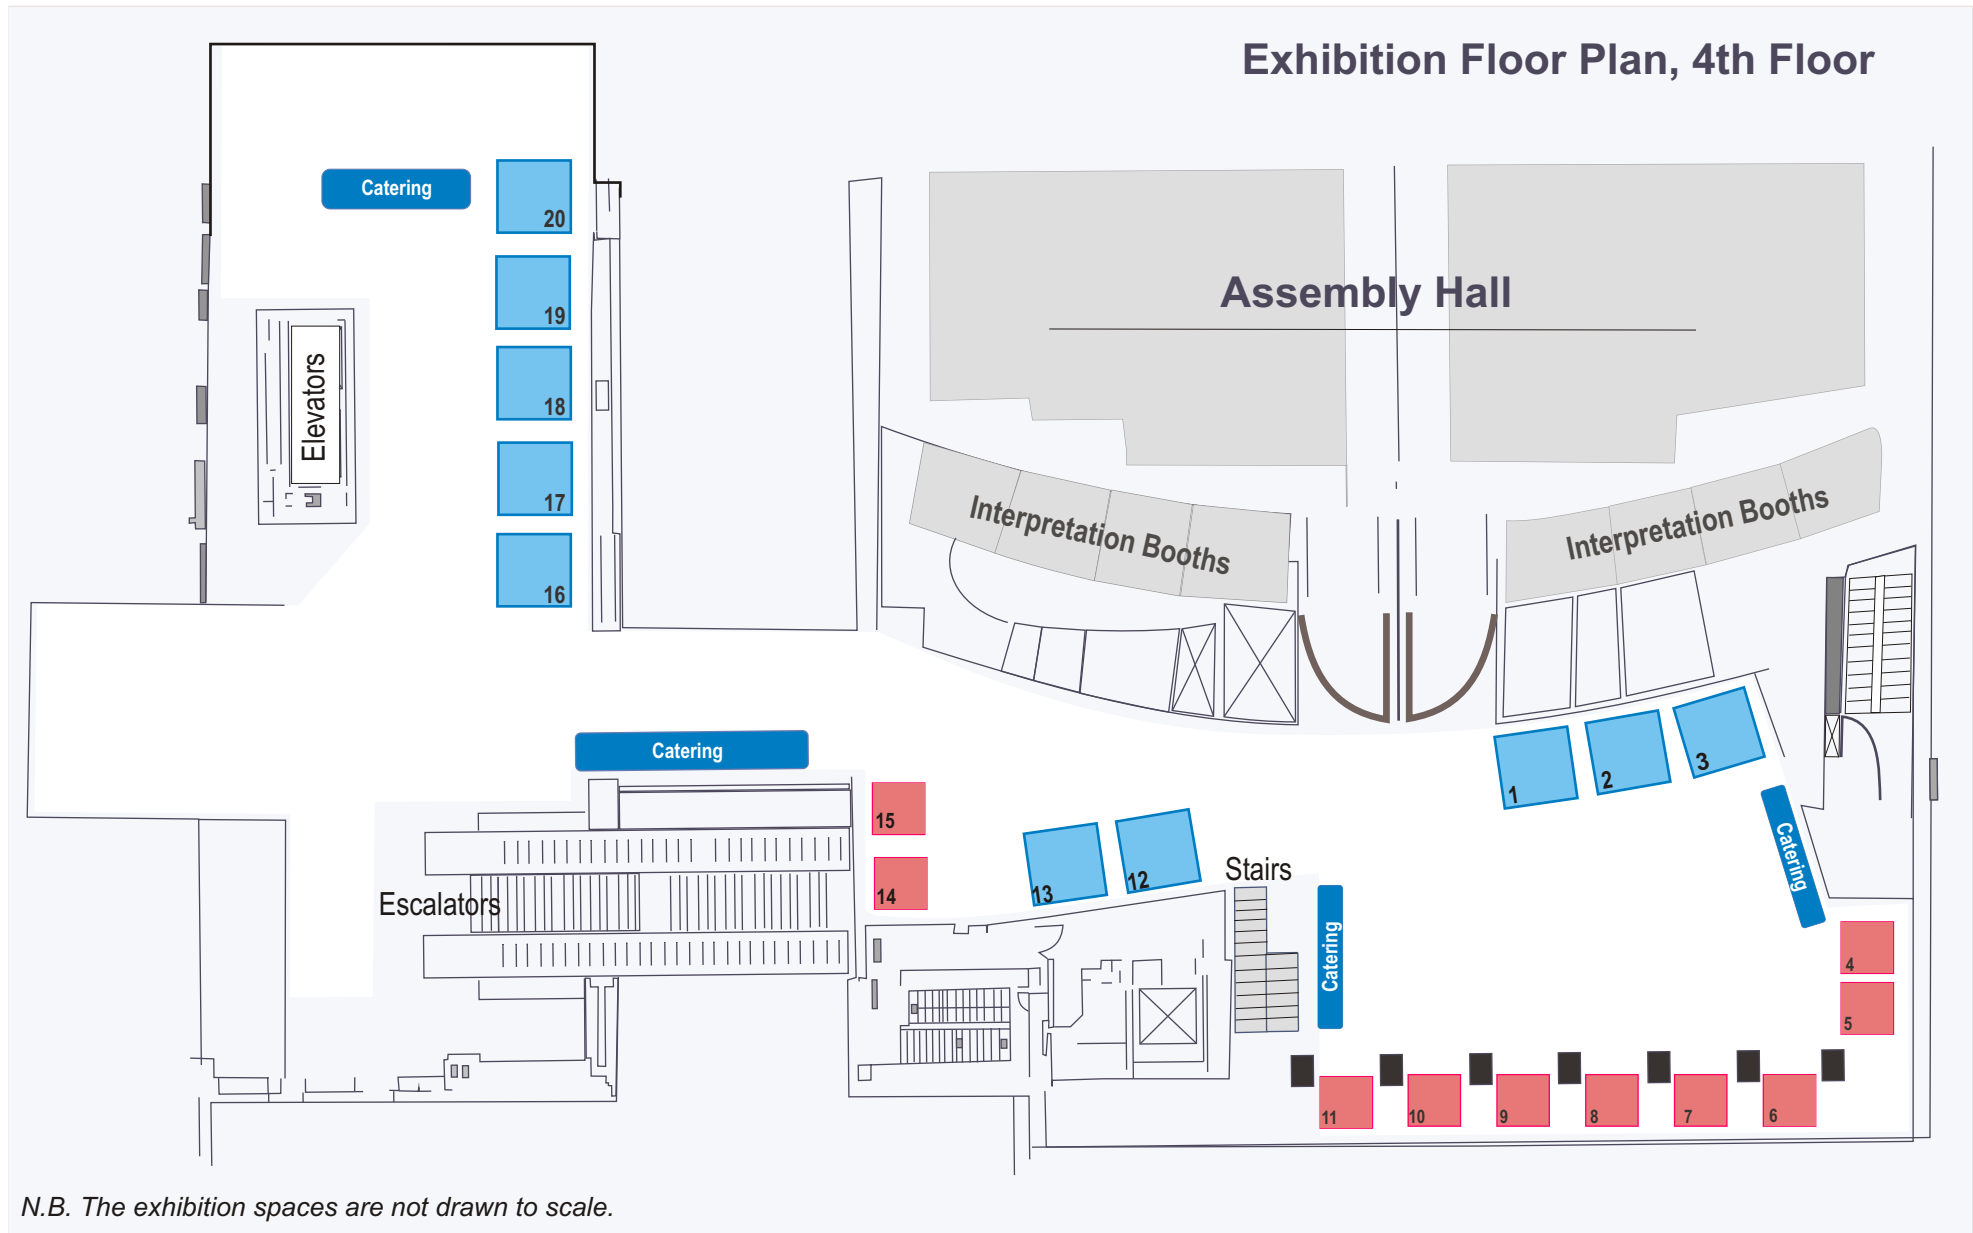 Exhibition Floor Plan, 4th Floor
Catering
20
19
18
17
16
Elevators
Assembly Hall
Interpretation Booths
Interpretation Booths
Catering
1
2
3
Catering
15
14
13
12
Stairs
Escalators
Catering
4
5
11
10
9
8
7
6
N.B. The exhibition spaces are not drawn to scale.